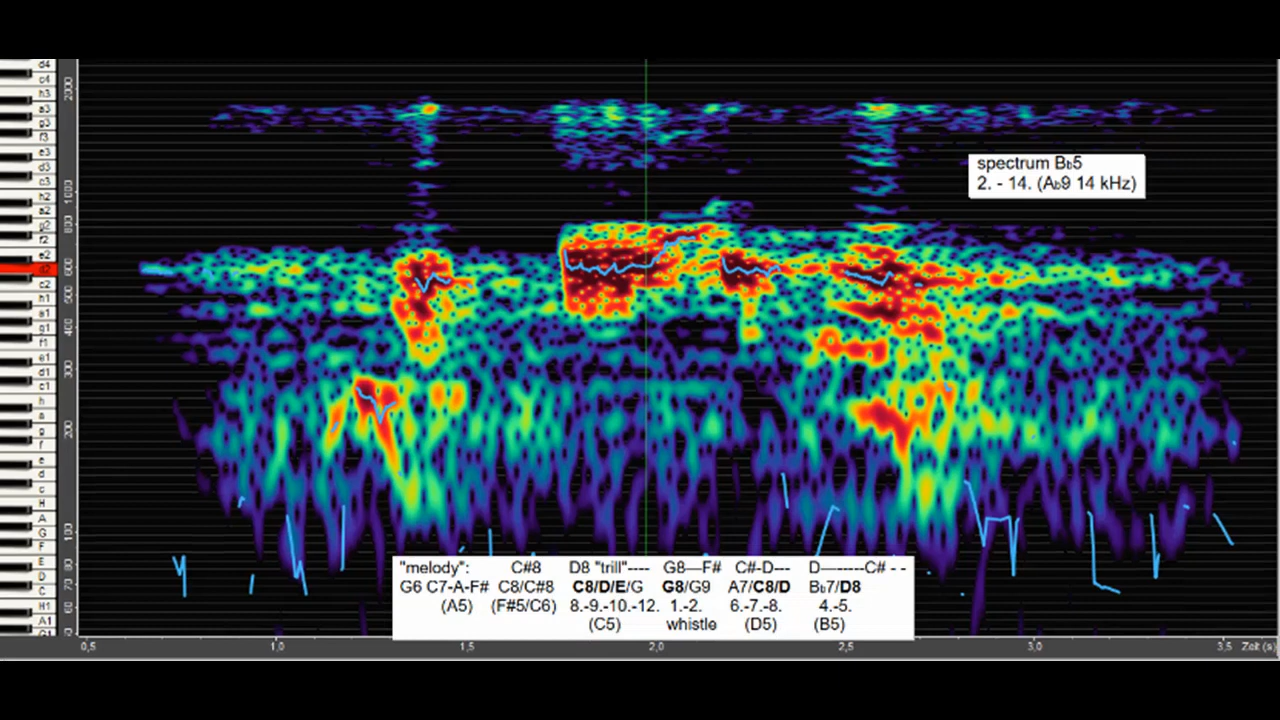 d4
c4
h3
a3
g3
f3
e3
d3
c3
h2
a2
g2
f2
e2
d2
c2
h1
a1
g1
f1
e1
d1
c1
h
a
g
f
e
d
c
H
A
G
F
E
D
C
H1
A1
G1
2000
1000
800
600
500
400
300
200
100
80
70
60
spectrum B♭5
2. - 14. (A♭9 14 kHz)
"melody": C#8 D8 "trill"---- G8—F# C#-D--- D—-----C# - -
G6 C7-A-F# C8/C#8 C8/D/E/G G8/G9 A7/C8/D B♭7/D8
(A5) (F#5/C6) 8.-9.-10.-12. 1.-2. 6.-7.-8. 4.-5.
(C5) whistle (D5) (B5)
0,5 1,0 1,5 2,0 2,5 3,0 3,5 Zeit (s)